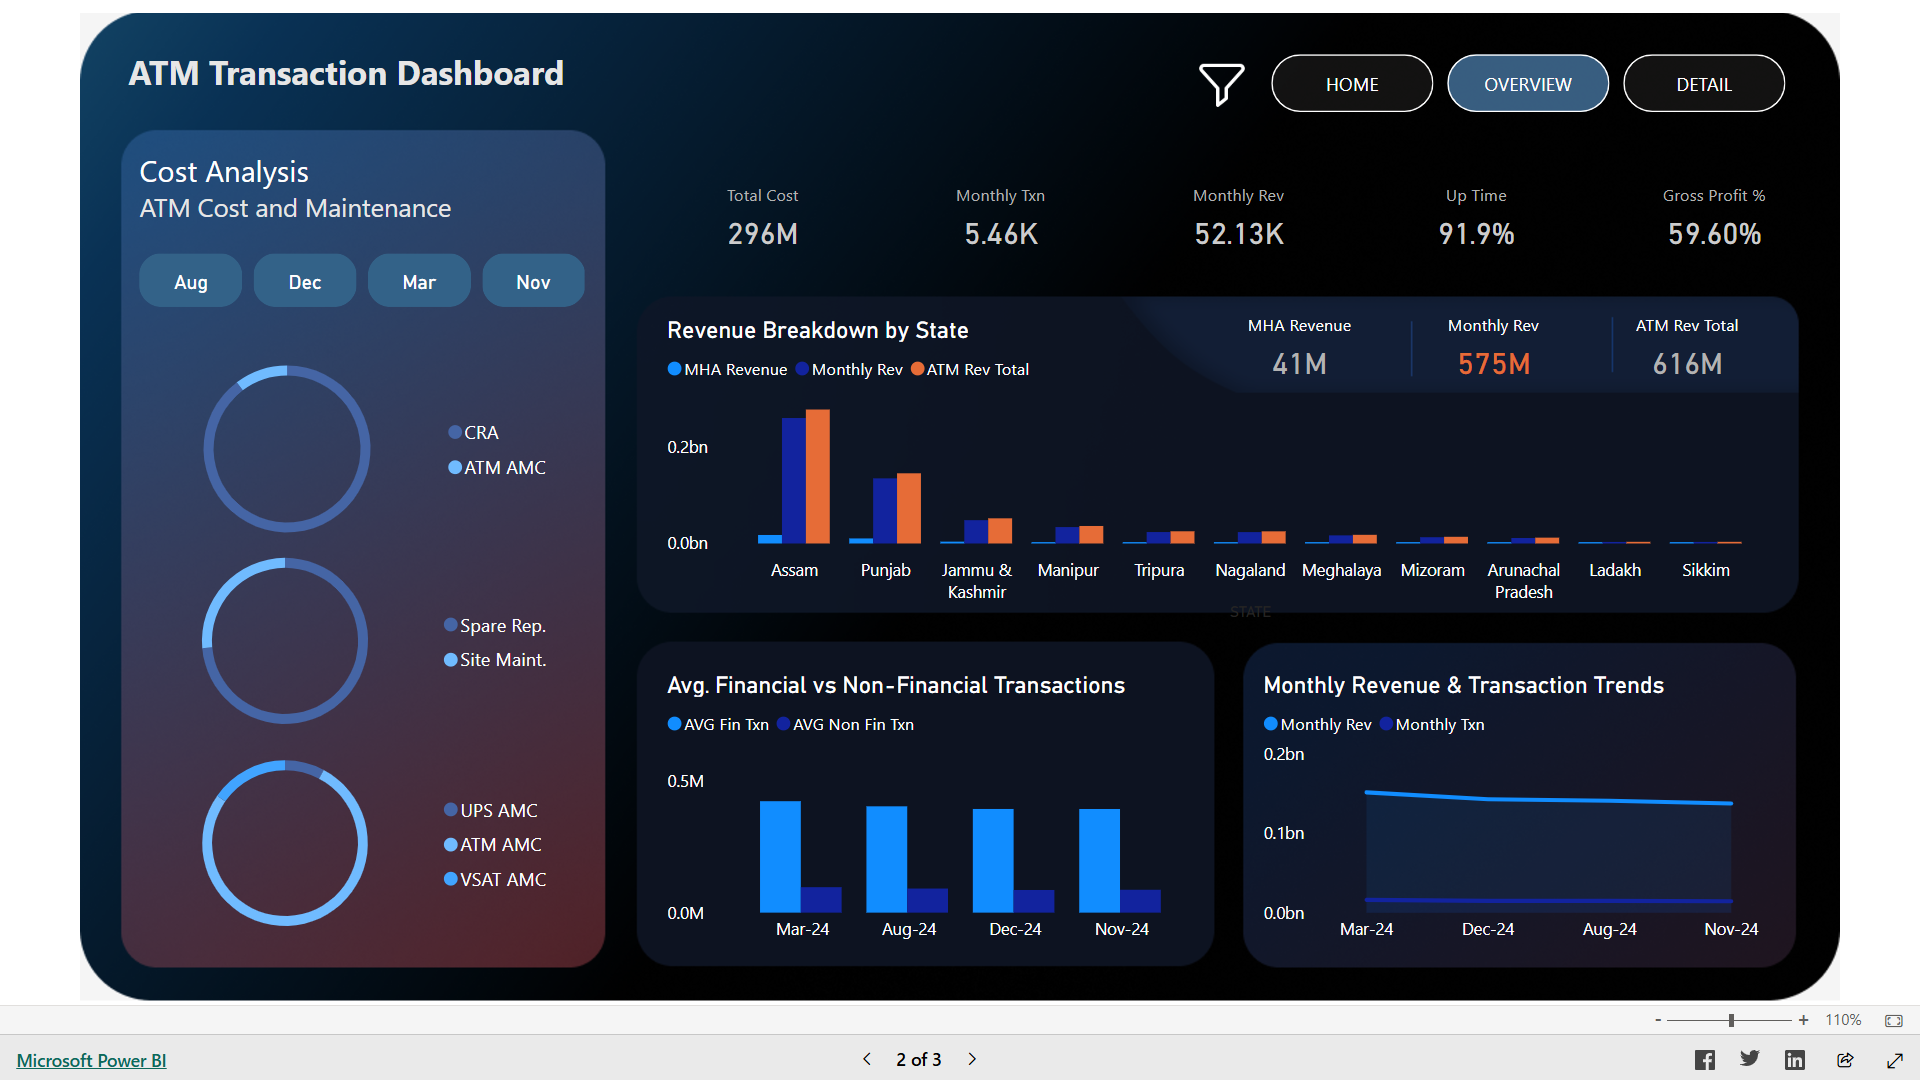 ATM Transaction Dashboard
HOME
OVERVIEW
DETAIL
Cost Analysis
ATM Cost and Maintenance
Aug
Dec
Mar
Nov
CRA
ATM AMC
Spare Rep.
Site Maint.
UPS AMC
ATM AMC
VSAT AMC
Total Cost
296M
Monthly Txn
5.46K
Monthly Rev
52.13K
Up Time
91.9%
Gross Profit %
59.60%
Revenue Breakdown by State
MHA Revenue
Monthly Rev
ATM Rev Total
MHA Revenue
41M
Monthly Rev
575M
ATM Rev Total
616M
0.2bn
0.0bn
Assam
Punjab
Jammu &
Kashmir
Manipur
Tripura
Nagaland
Meghalaya
Mizoram
Arunachal
Pradesh
Ladakh
Sikkim
STATE
Avg. Financial vs Non-Financial Transactions
AVG Fin Txn
AVG Non Fin Txn
0.5M
0.0M
Mar-24
Aug-24
Dec-24
Nov-24
Monthly Revenue & Transaction Trends
Monthly Rev
Monthly Txn
0.2bn
0.1bn
0.0bn
Mar-24
Dec-24
Aug-24
Nov-24
- + 110%
Microsoft Power BI
< 2 of 3 >